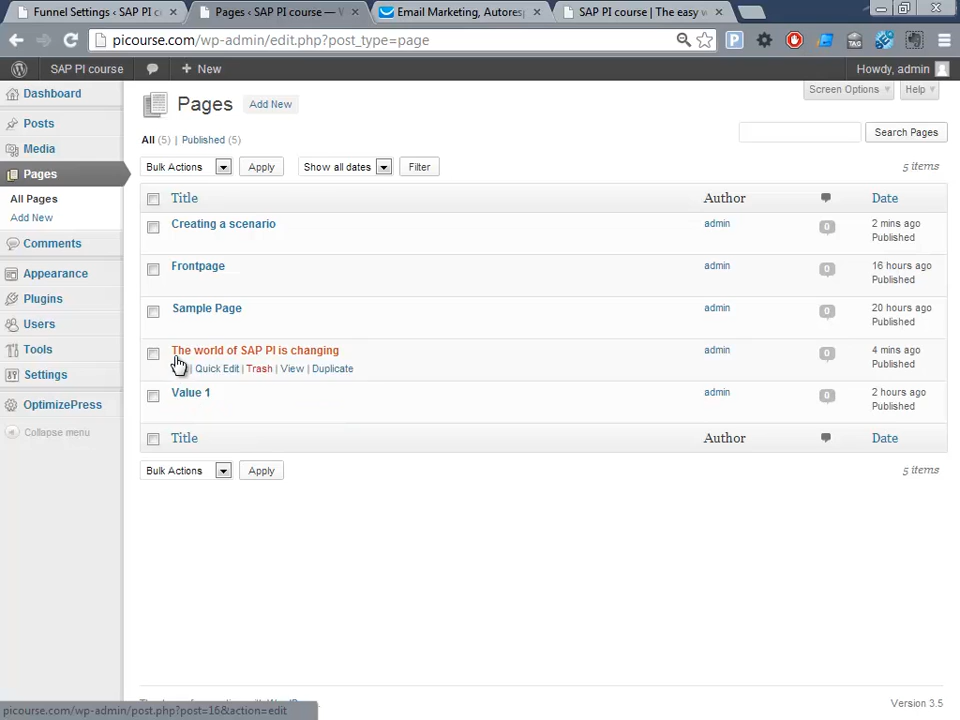 Funnel Settings ‹ SAP PI c
Pages ‹ SAP PI course — V
Email Marketing, Autores
SAP PI course | The easy w
picourse.com/wp-admin/edit.php?post_type=page
SAP PI course
New
Howdy, admin
Dashboard
Posts
Media
Pages
All Pages
Add New
Comments
Appearance
Plugins
Users
Tools
Settings
OptimizePress
Collapse menu
Pages
Add New
Screen Options
Help
All (5) | Published (5)
Search Pages
Bulk Actions
Apply
Show all dates
Filter
5 items
Title
Author
Date
Creating a scenario
admin
0
2 mins ago
Published
Frontpage
admin
0
16 hours ago
Published
Sample Page
admin
0
20 hours ago
Published
The world of SAP PI is changing
| Quick Edit | Trash | View | Duplicate
admin
0
4 mins ago
Published
Value 1
admin
0
2 hours ago
Published
Title
Author
Date
Bulk Actions
Apply
5 items
Version 3.5
picourse.com/wp-admin/post.php?post=16&action=edit